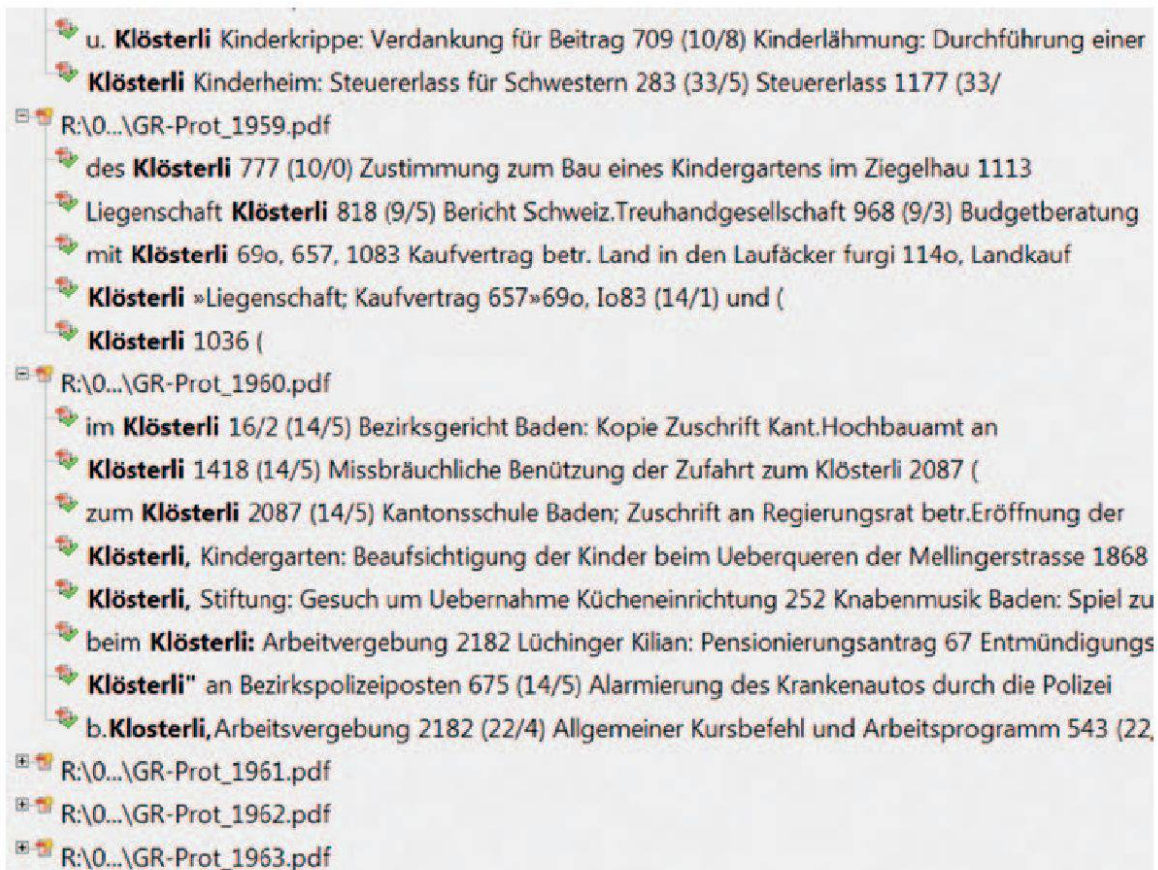 u. Klösterli Kinderkrippe: Verdankung für Beitrag 709 (10/8) Kinderlähmung: Durchführung einer
Klösterli Kinderheim: Steuererlass für Schwestern 283 (33/5) Steuererlass 1177 (33/
R:\0...\GR-Prot_1959.pdf
des Klösterli 777 (10/0) Zustimmung zum Bau eines Kindergartens im Ziegelhau 1113
Liegenschaft Klösterli 818 (9/5) Bericht Schweiz.Treuhandgesellschaft 968 (9/3) Budgetberatung
mit Klösterli 69o, 657, 1083 Kaufvertrag betr. Land in den Laufäcker furgi 114o, Landkauf
Klösterli »Liegenschaft; Kaufvertrag 657»69o, Io83 (14/1) und (
Klösterli 1036 (
R:\0...\GR-Prot_1960.pdf
im Klösterli 16/2 (14/5) Bezirksgericht Baden: Kopie Zuschrift Kant.Hochbauamt an
Klösterli 1418 (14/5) Missbräuchliche Benützung der Zufahrt zum Klösterli 2087 (
zum Klösterli 2087 (14/5) Kantonsschule Baden; Zuschrift an Regierungsrat betr.Eröffnung der
Klösterli, Kindergarten: Beaufsichtigung der Kinder beim Ueberqueren der Mellingerstrasse 1868
Klösterli, Stiftung: Gesuch um Uebernahme Kücheneinrichtung 252 Knabenmusik Baden: Spiel zu
beim Klösterli: Arbeitvergebung 2182 Lüchinger Kilian: Pensionierungsantrag 67 Entmündigungs
Klösterli" an Bezirkspolizeiposten 675 (14/5) Alarmierung des Krankenautos durch die Polizei
b.Klosterli,Arbeitsvergebung 2182 (22/4) Allgemeiner Kursbefehl und Arbeitsprogramm 543 (22,
R:\0...\GR-Prot_1961.pdf
R:\0...\GR-Prot_1962.pdf
R:\0...\GR-Prot_1963.pdf